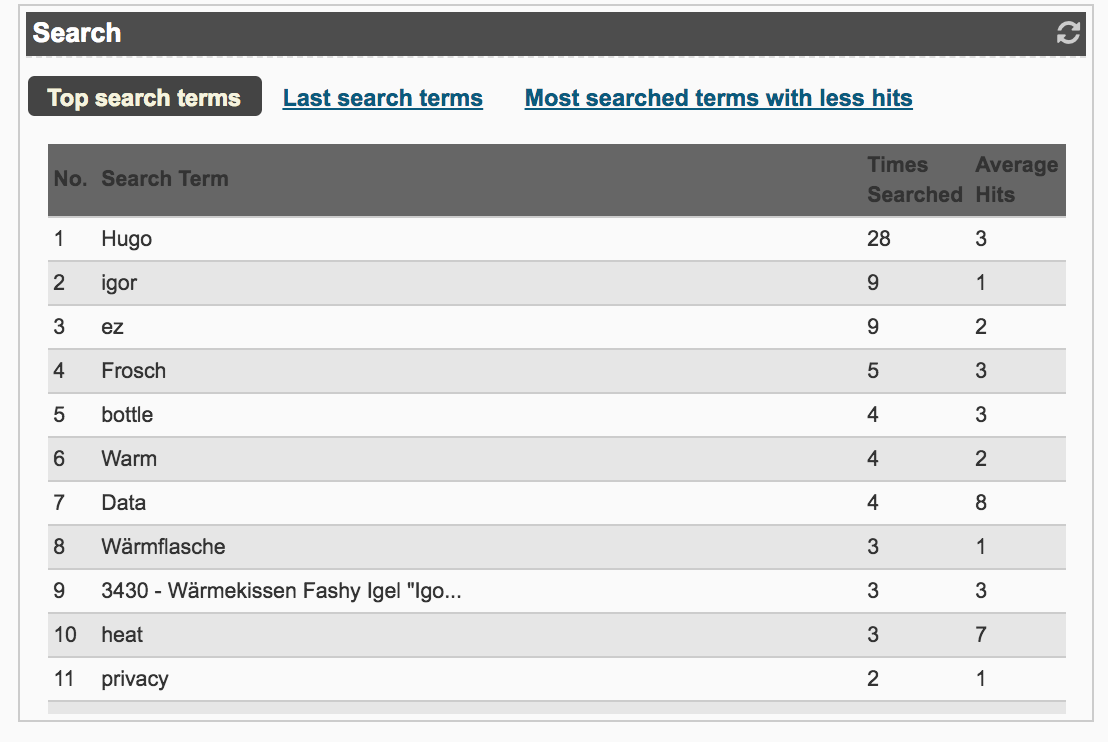 Search
Top search terms Last search terms Most searched terms with less hits
No. Search Term Times Searched Average Hits
1 Hugo 28 3
2 igor 9 1
3 ez 9 2
4 Frosch 5 3
5 bottle 4 3
6 Warm 4 2
7 Data 4 8
8 Wärmflasche 3 1
9 3430 - Wärmekissen Fashy Igel "Igo... 3 3
10 heat 3 7
11 privacy 2 1